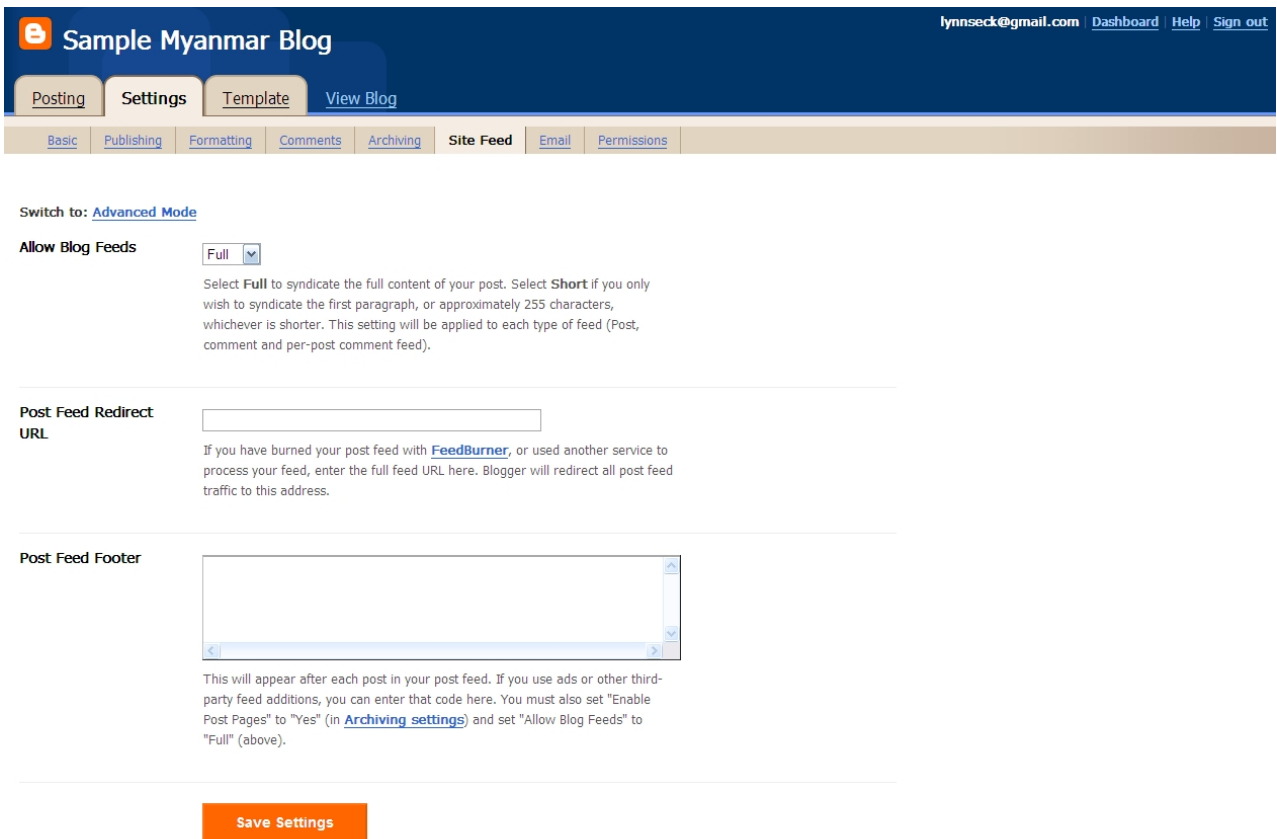 Sample Myanmar Blog
lynnseck@gmail.com | Dashboard | Help | Sign out
Posting Settings Template View Blog
Basic Publishing Formatting Comments Archiving Site Feed Email Permissions
Switch to: Advanced Mode
Allow Blog Feeds
Full
Select Full to syndicate the full content of your post. Select Short if you only
wish to syndicate the first paragraph, or approximately 255 characters,
whichever is shorter. This setting will be applied to each type of feed (Post,
comment and per-post comment feed).
Post Feed Redirect
URL
If you have burned your post feed with FeedBurner, or used another service to
process your feed, enter the full feed URL here. Blogger will redirect all post feed
traffic to this address.
Post Feed Footer
This will appear after each post in your post feed. If you use ads or other third-
party feed additions, you can enter that code here. You must also set "Enable
Post Pages" to "Yes" (in Archiving settings) and set "Allow Blog Feeds" to
"Full" (above).
Save Settings